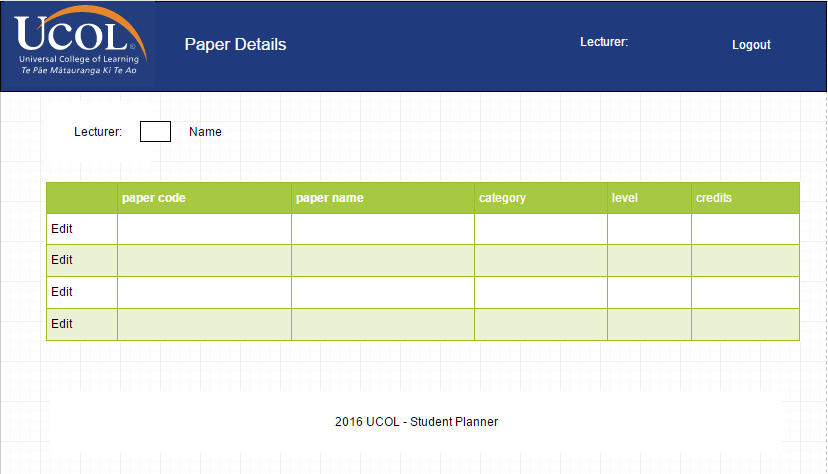 UCOL
Universal College of Learning
Te Pāe Mātauranga Ki Te Ao
Paper Details
Lecturer:
Logout
Lecturer: Name
paper code paper name category level credits
Edit
Edit
Edit
Edit
2016 UCOL - Student Planner